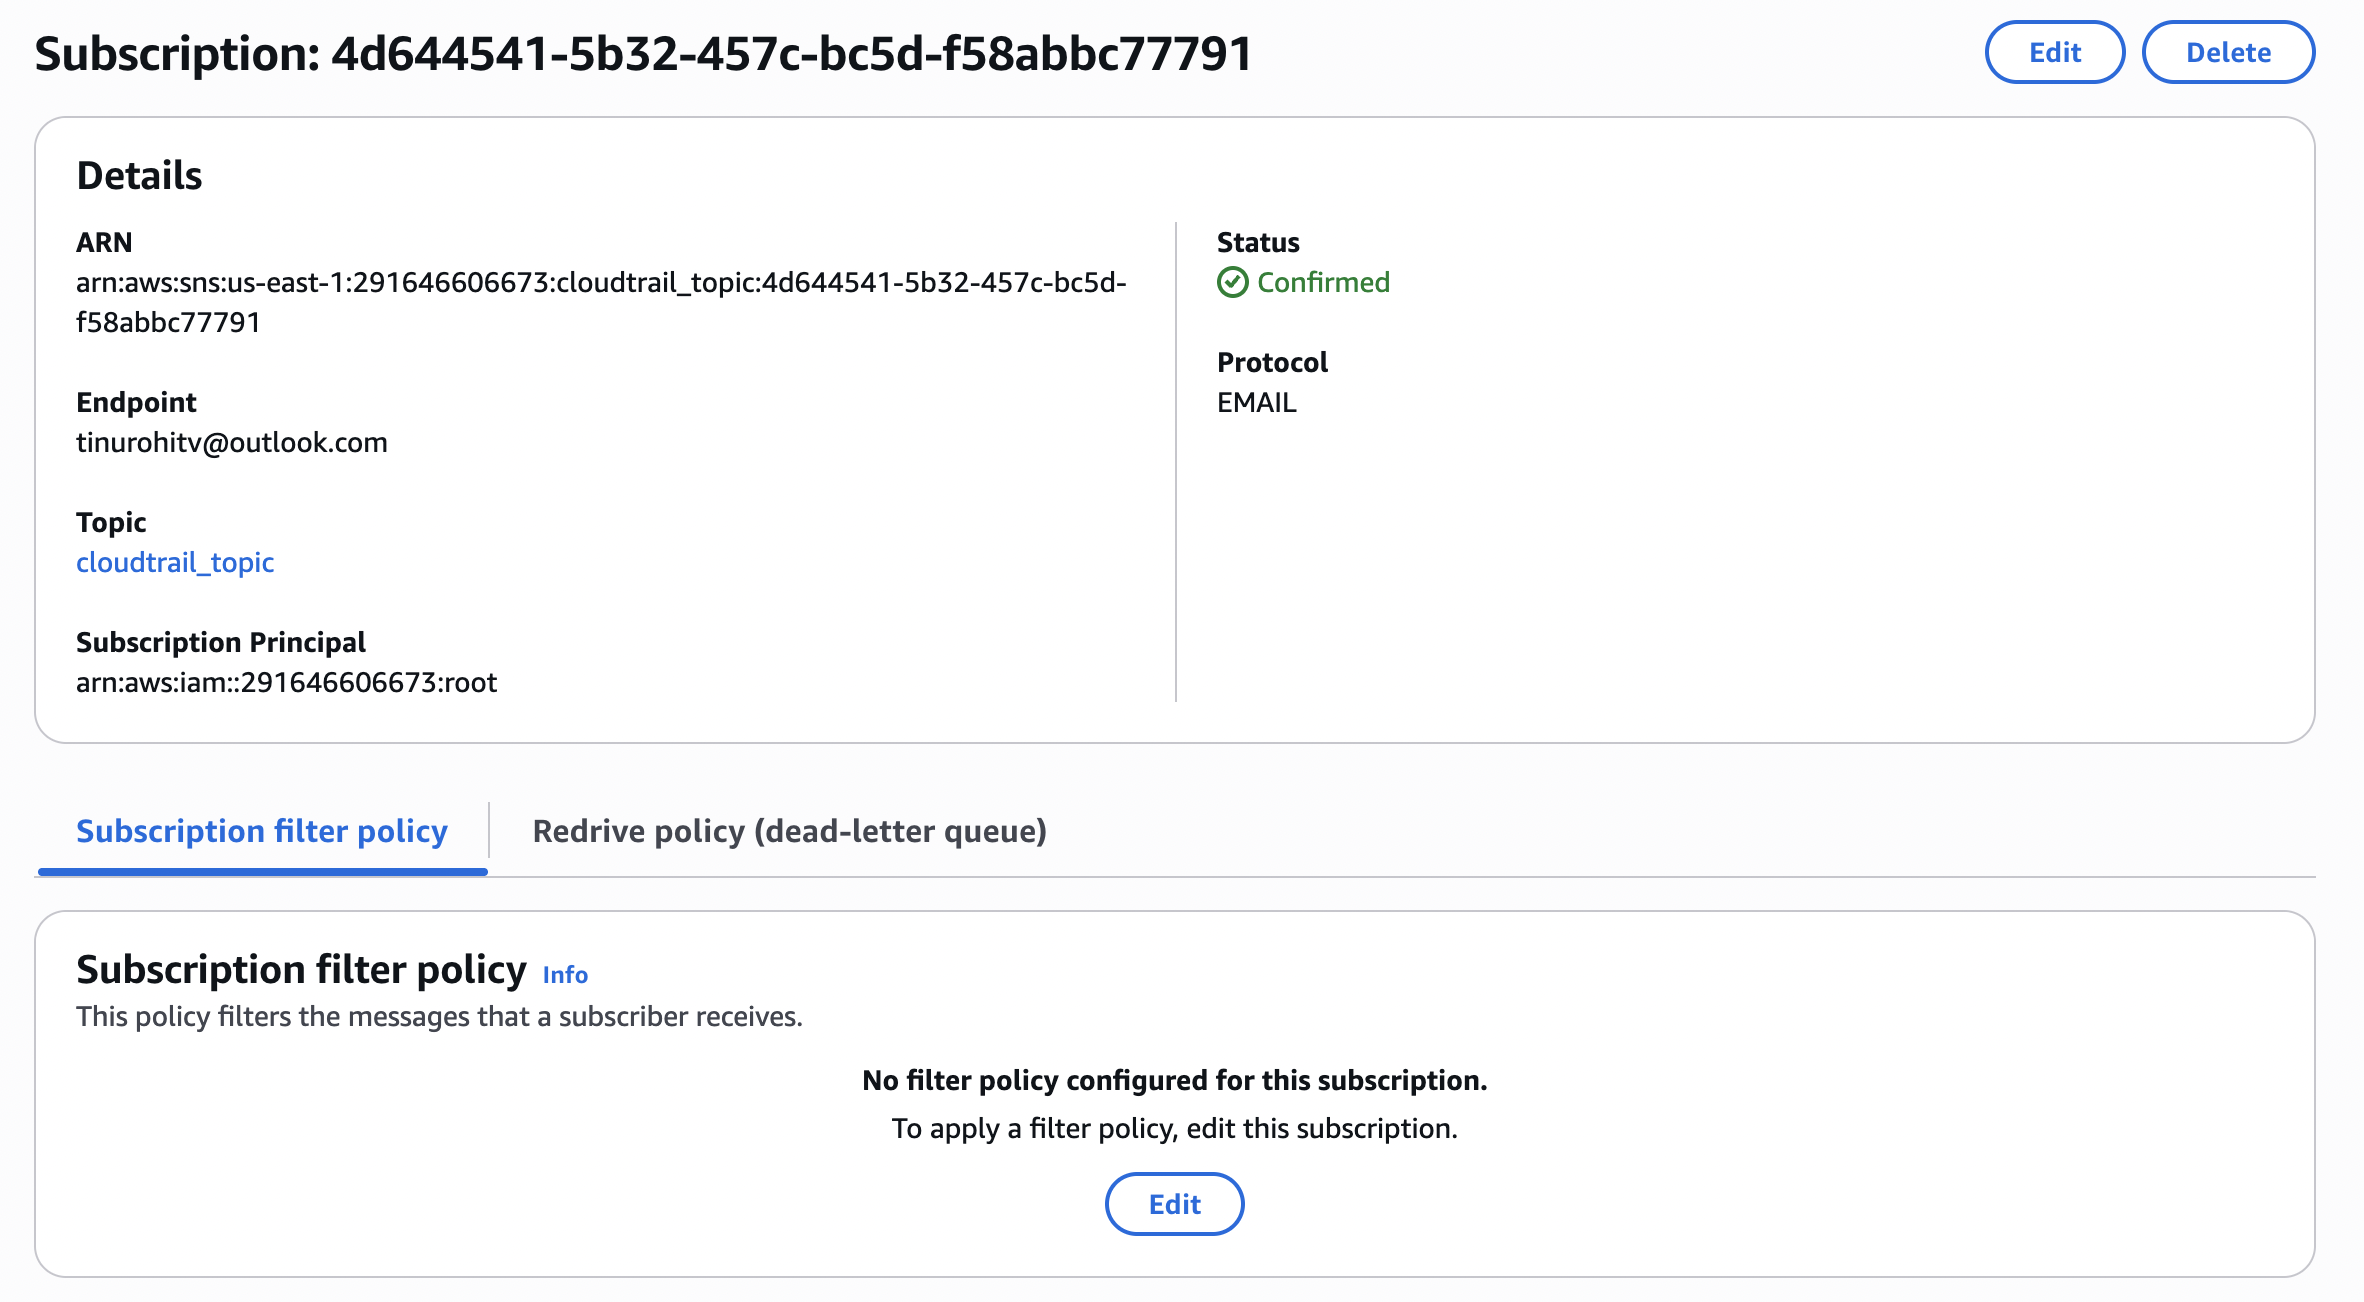 Subscription: 4d644541-5b32-457c-bc5d-f58abbc77791
Edit
Delete
Details
ARN
arn:aws:sns:us-east-1:291646606673:cloudtrail_topic:4d644541-5b32-457c-bc5d-
f58abbc77791
Endpoint
tinurohitv@outlook.com
Topic
cloudtrail_topic
Subscription Principal
arn:aws:iam::291646606673:root
Status
Confirmed
Protocol
EMAIL
Subscription filter policy
Redrive policy (dead-letter queue)
Subscription filter policy Info
This policy filters the messages that a subscriber receives.
No filter policy configured for this subscription.
To apply a filter policy, edit this subscription.
Edit